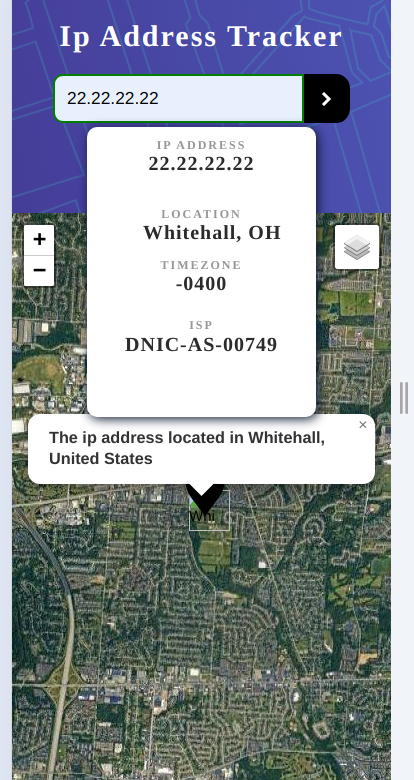 Ip Address Tracker
22.22.22.22
IP ADDRESS
22.22.22.22
LOCATION
Whitehall, OH
TIMEZONE
-0400
ISP
DNIC-AS-00749
+
−
×
The ip address located in Whitehall,
United States
Whi